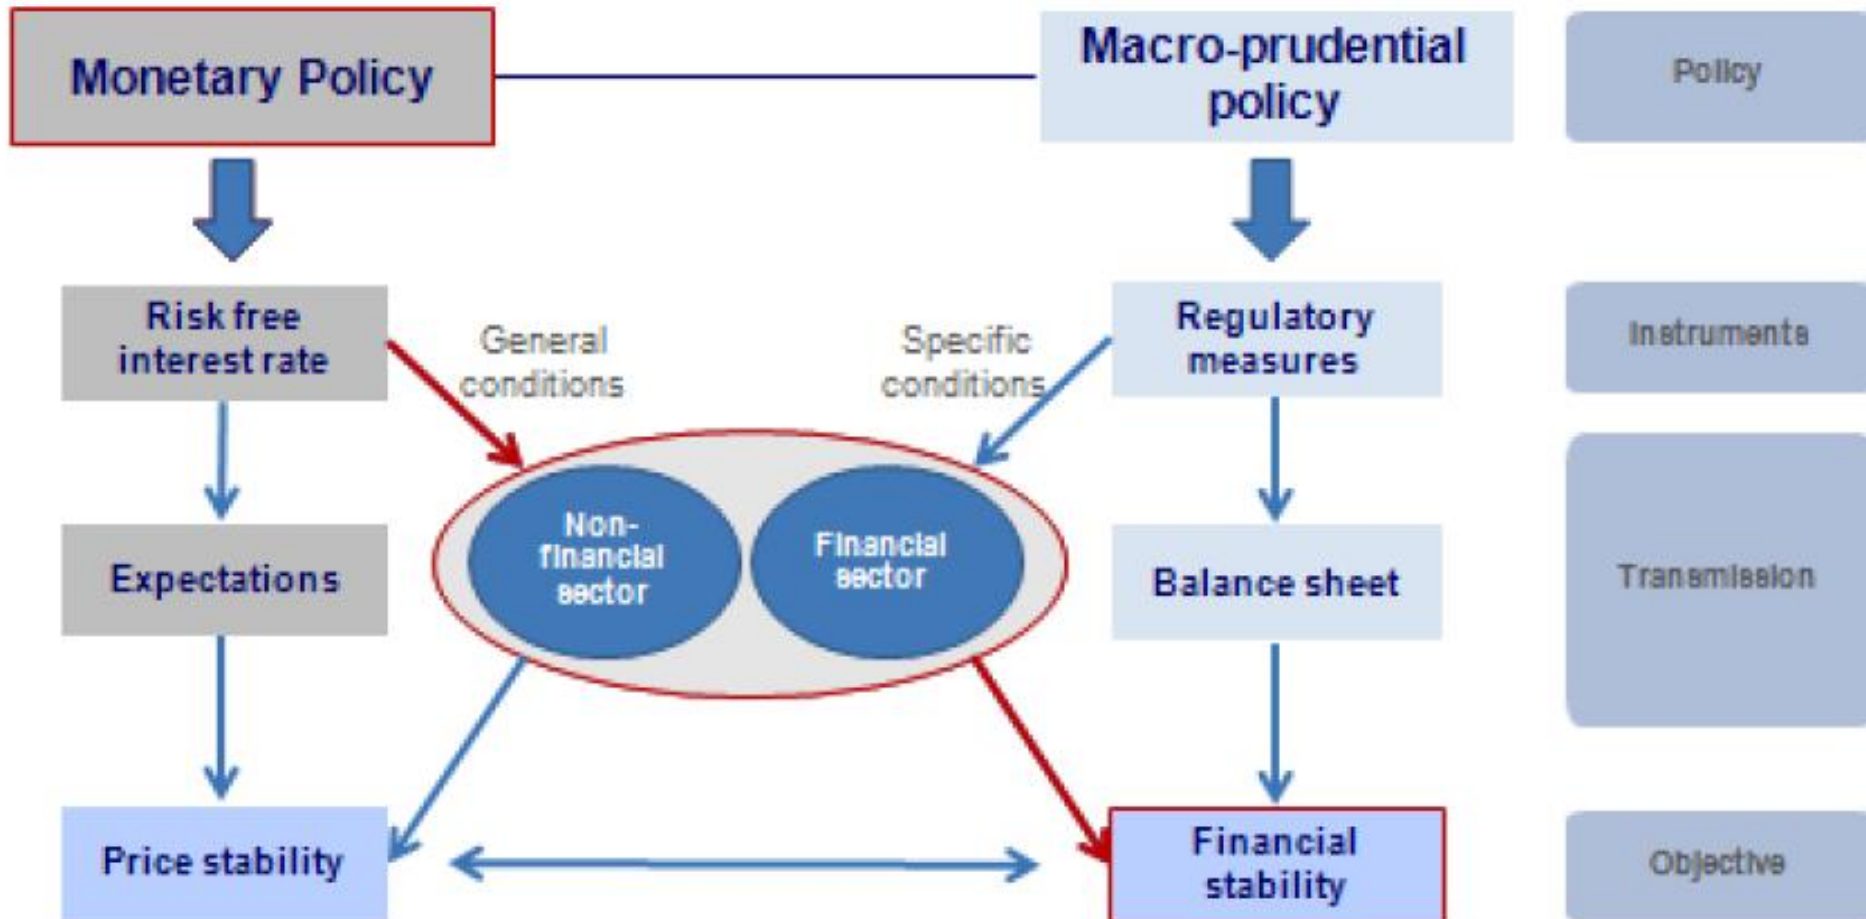 Monetary Policy
Macro-prudential
policy
Policy
Risk free
interest rate
General
conditions
Specific
conditions
Regulatory
measures
Instruments
Non-
financial
sector
Financial
sector
Expectations
Balance sheet
Transmission
Price stability
Financial
stability
Objective